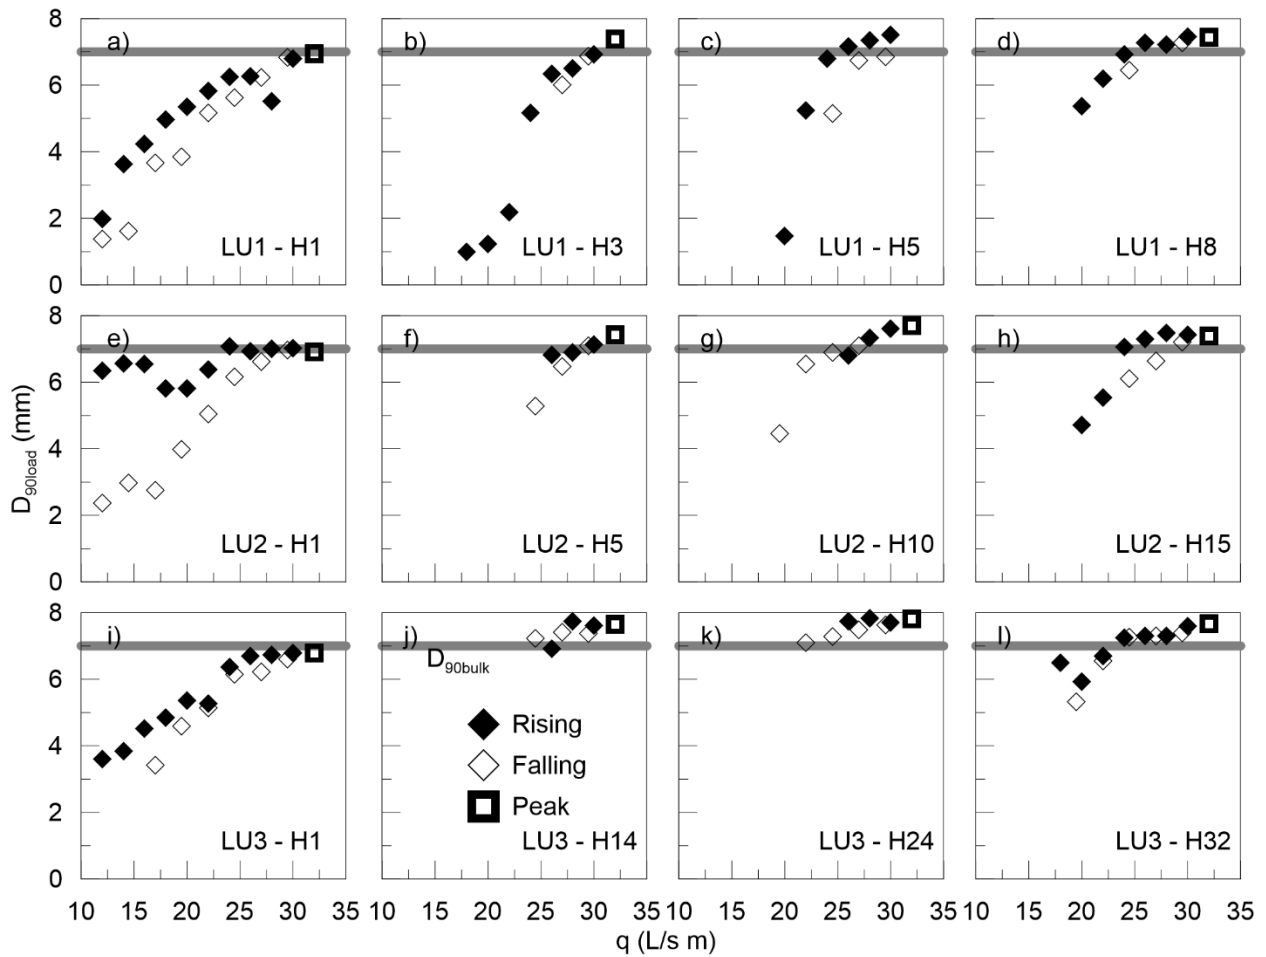 8
6
4
2
0
a)
LU1 - H1
b)
LU1 - H3
c)
LU1 - H5
d)
LU1 - H8
D90load (mm)
8
6
4
2
0
e)
LU2 - H1
f)
LU2 - H5
g)
LU2 - H10
h)
LU2 - H15
8
6
4
2
0
i)
LU3 - H1
j)
D90bulk
Rising
Falling
Peak
LU3 - H14
k)
LU3 - H24
l)
LU3 - H32
10 15 20 25 30 35 10 15 20 25 30 35 10 15 20 25 30 35 10 15 20 25 30 35
q (L/s m)